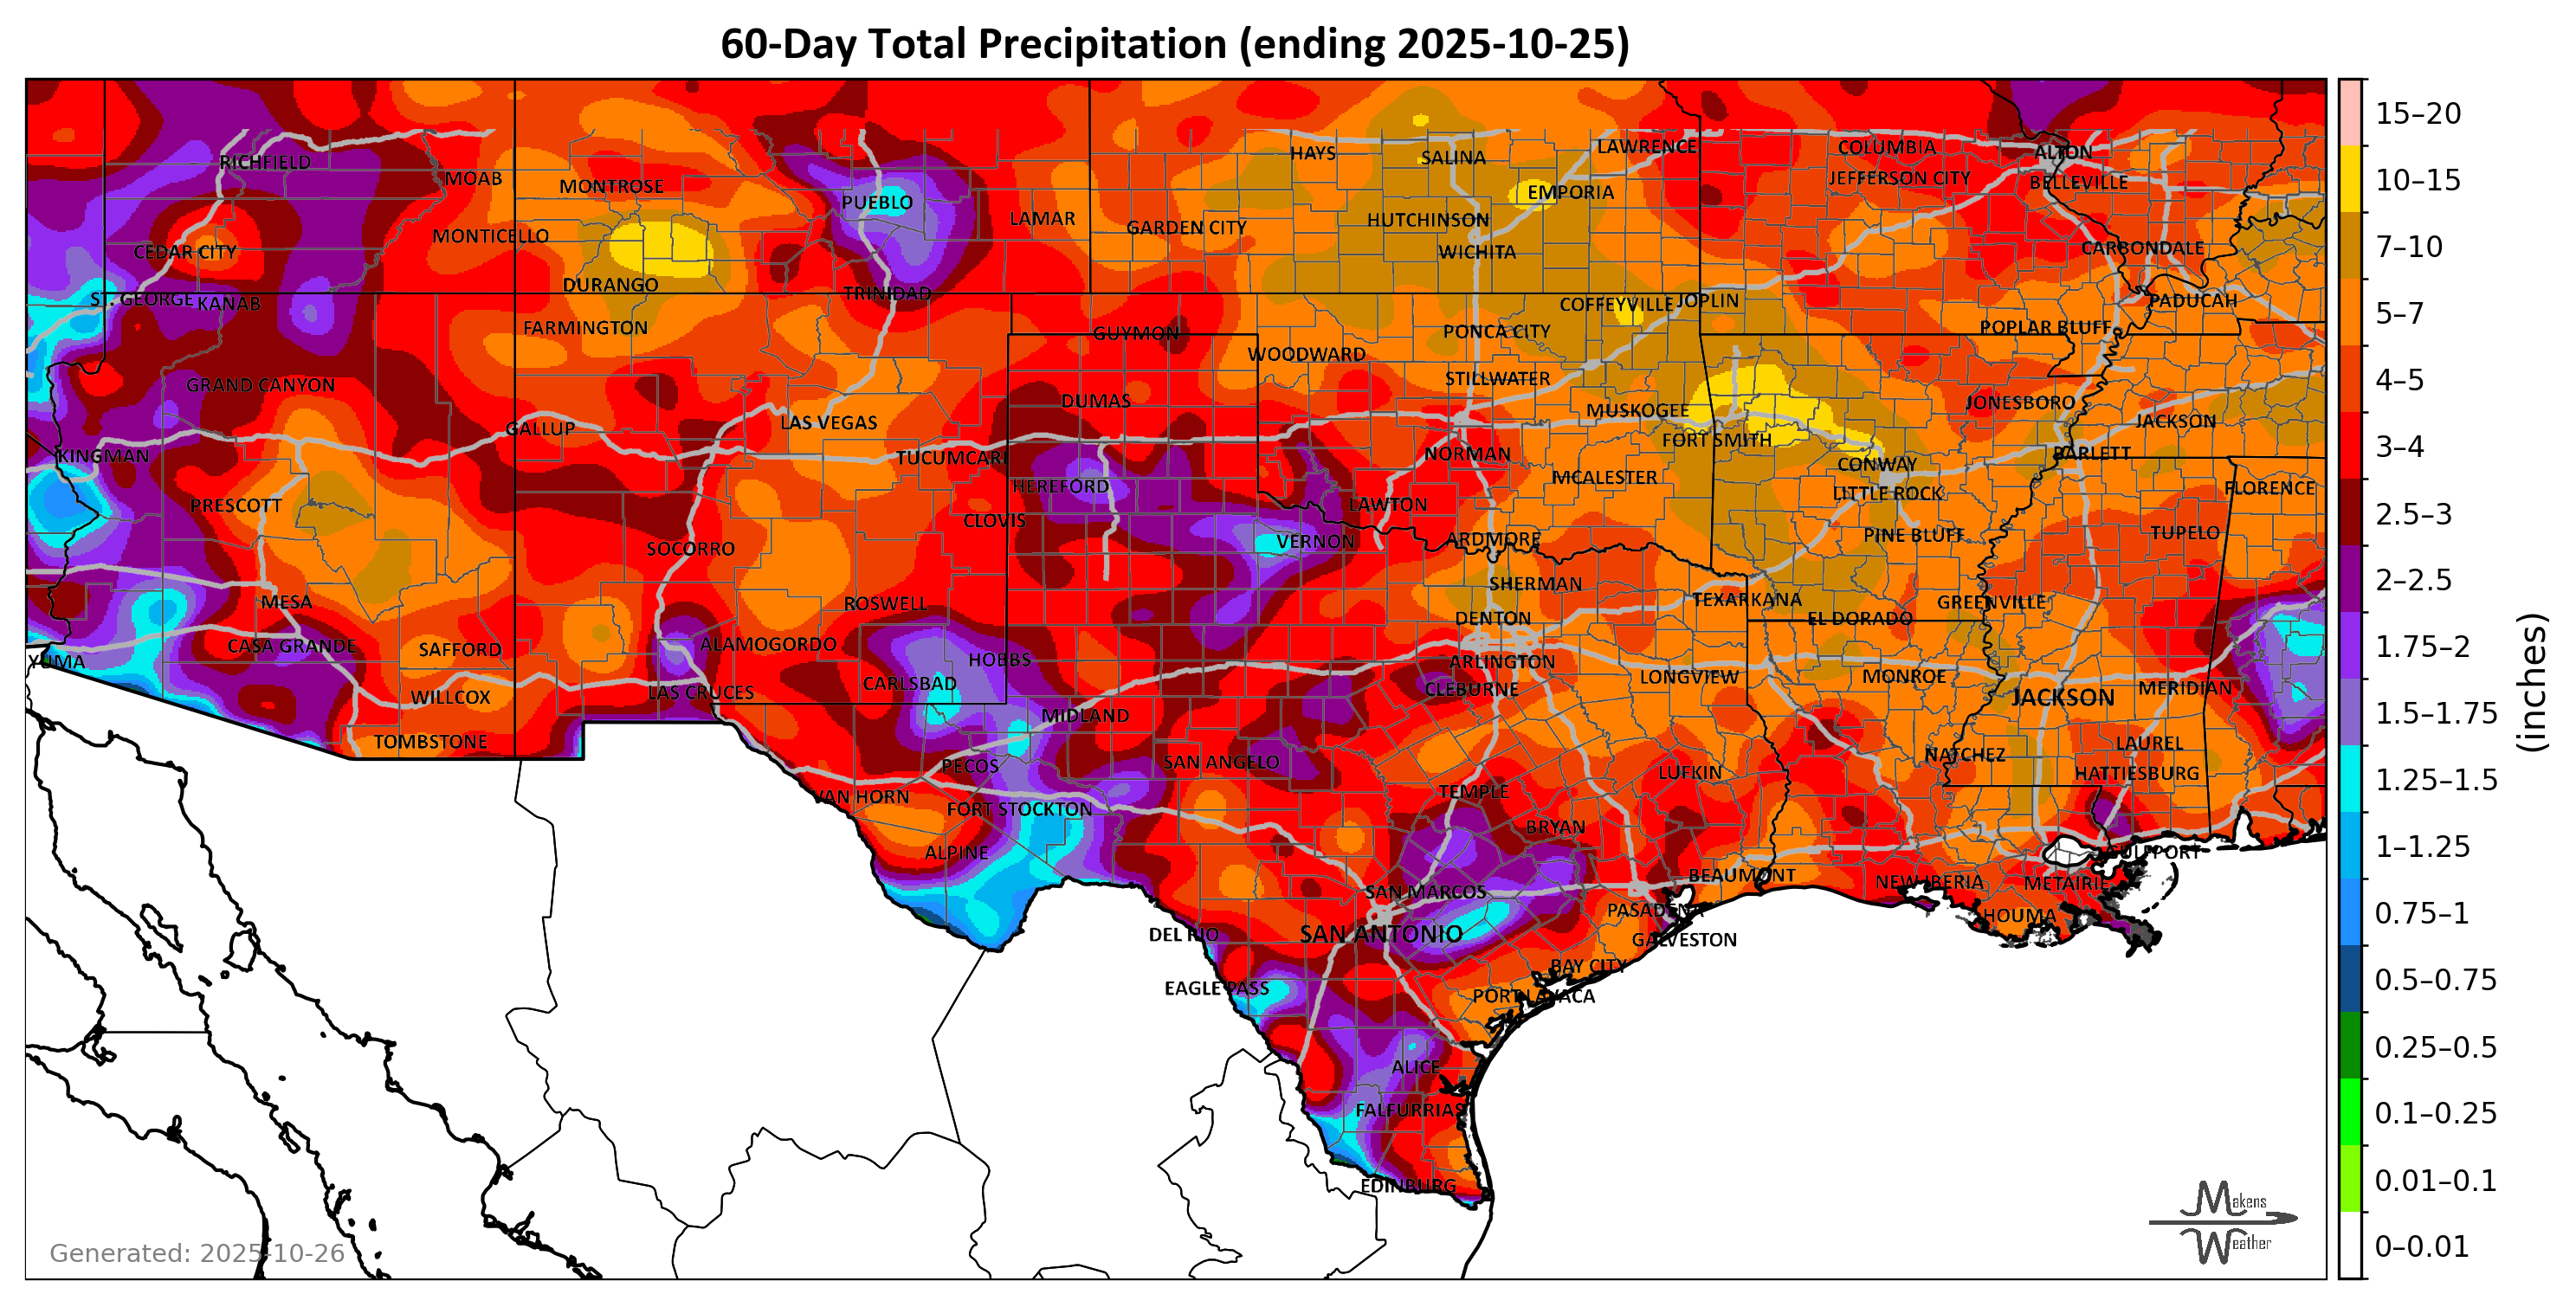 60-Day Total Precipitation (ending 2025-10-25)
RICHFIELD
MOAB
MONTROSE
PUEBLO
LAMAR
HAYS
SALINA
LAWRENCE
COLUMBIA
ALTON
JEFFERSON CITY
BELLEVILLE
EMPORIA
GARDEN CITY
HUTCHINSON
WICHITA
CEDAR CITY
MONTICELLO
CARBONDALE
DURANGO
TRINIDAD
ST. GEORGE
KANAB
COFFEYVILLE
JOPLIN
PADUCAH
FARMINGTON
GUYMON
PONCA CITY
POPLAR BLUFF
WOODWARD
GRAND CANYON
STILLWATER
DUMAS
MUSKOGEE
JONESBORO
JACKSON
GALLUP
LAS VEGAS
FORT SMITH
KINGMAN
TUCUMCARI
NORMAN
BARLETT
CONWAY
HEREFORD
MCALESTER
LITTLE ROCK
FLORENCE
PRESCOTT
LAWTON
CLOVIS
PINE BLUFF
TUPELO
SOCORRO
VERNON
ARDMORE
SHERMAN
MESA
ROSWELL
TEXARKANA
GREENVILLE
DENTON
EL DORADO
CASA GRANDE
SAFFORD
ALAMOGORDO
YUMA
HOBBS
ARLINGTON
LONGVIEW
MONROE
CARLSBAD
CLEBURNE
MERIDIAN
WILLCOX
LAS CRUCES
JACKSON
MIDLAND
TOMBSTONE
LAUREL
NATCHEZ
PECOS
SAN ANGELO
LUFKIN
HATTIESBURG
VAN HORN
FORT STOCKTON
TEMPLE
BRYAN
ALPINE
GULFPORT
BEAUMONT
SAN MARCOS
NEW IBERIA
METAIRIE
PASADENA
HOUMA
DEL RIO
SAN ANTONIO
GALVESTON
BAY CITY
EAGLE PASS
PORT LAVACA
ALICE
FALFURRIAS
EDINBURG
Generated: 2025-10-26
Makens
Weather
15–20
10–15
7–10
5–7
4–5
3–4
2.5–3
2–2.5
1.75–2
1.5–1.75
1.25–1.5
1–1.25
0.75–1
0.5–0.75
0.25–0.5
0.1–0.25
0.01–0.1
0–0.01
(inches)